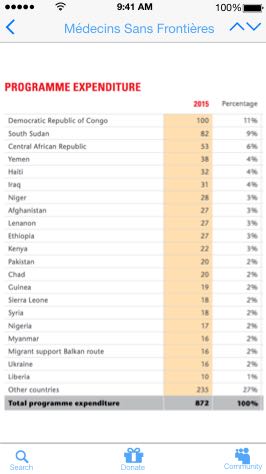 9:41 AM 100%
Médecins Sans Frontières
PROGRAMME EXPENDITURE
2015 Percentage
Democratic Republic of Congo 100 11%
South Sudan 82 9%
Central African Republic 53 6%
Yemen 38 4%
Haiti 32 4%
Iraq 31 4%
Niger 28 3%
Afghanistan 27 3%
Lenanon 27 3%
Ethiopia 27 3%
Kenya 22 3%
Pakistan 20 2%
Chad 20 2%
Guinea 19 2%
Sierra Leone 18 2%
Syria 18 2%
Nigeria 17 2%
Myanmar 16 2%
Migrant support Balkan route 16 2%
Ukraine 16 2%
Liberia 10 1%
Other countries 235 27%
Total programme expenditure 872 100%
Search Donate Community